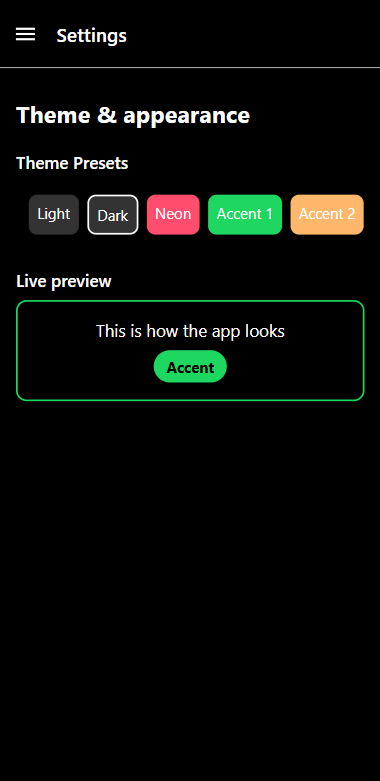 Settings
Theme & appearance
Theme Presets
Light Dark Neon Accent 1 Accent 2
Live preview
This is how the app looks
Accent